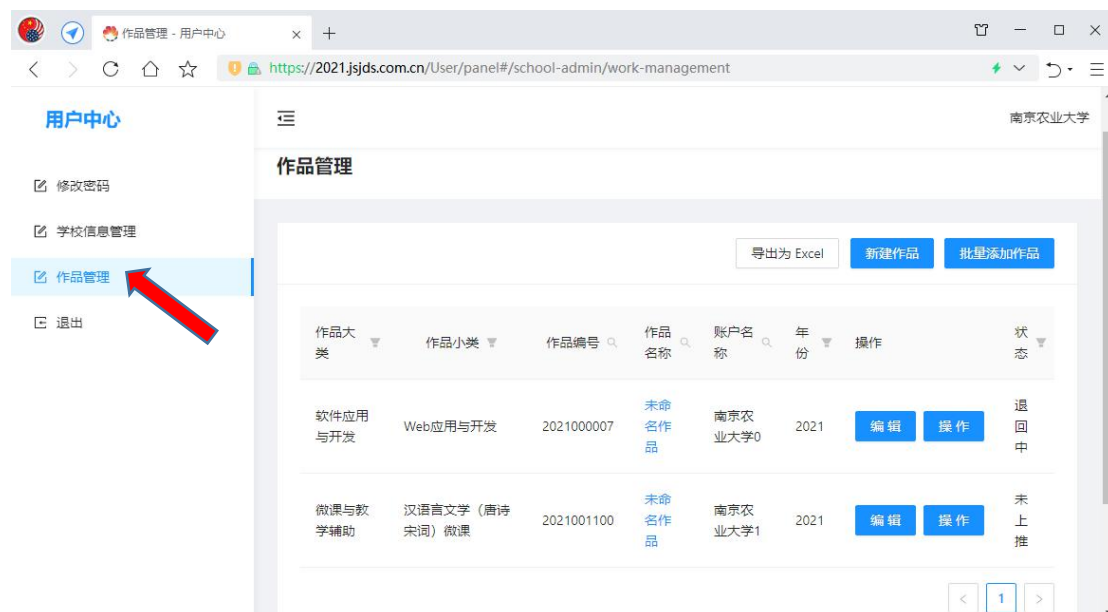 作品管理 - 用户中心
https://2021.jsjds.com.cn/User/panel#/school-admin/work-management
用户中心
南京农业大学
作品管理
修改密码
学校信息管理
作品管理
退出
导出为 Excel
新建作品
批量添加作品
作品大
类
作品小类
作品编号
作品
名称
账户名
称
年
份
操作
状
态
软件应用
与开发
Web应用与开发
2021000007
未命
名作
品
南京农
业大学0
2021
编 辑
操 作
退
回
中
微课与教
学辅助
汉语言文学（唐诗
宋词）微课
2021001100
未命
名作
品
南京农
业大学1
2021
编 辑
操 作
未
上
推
1